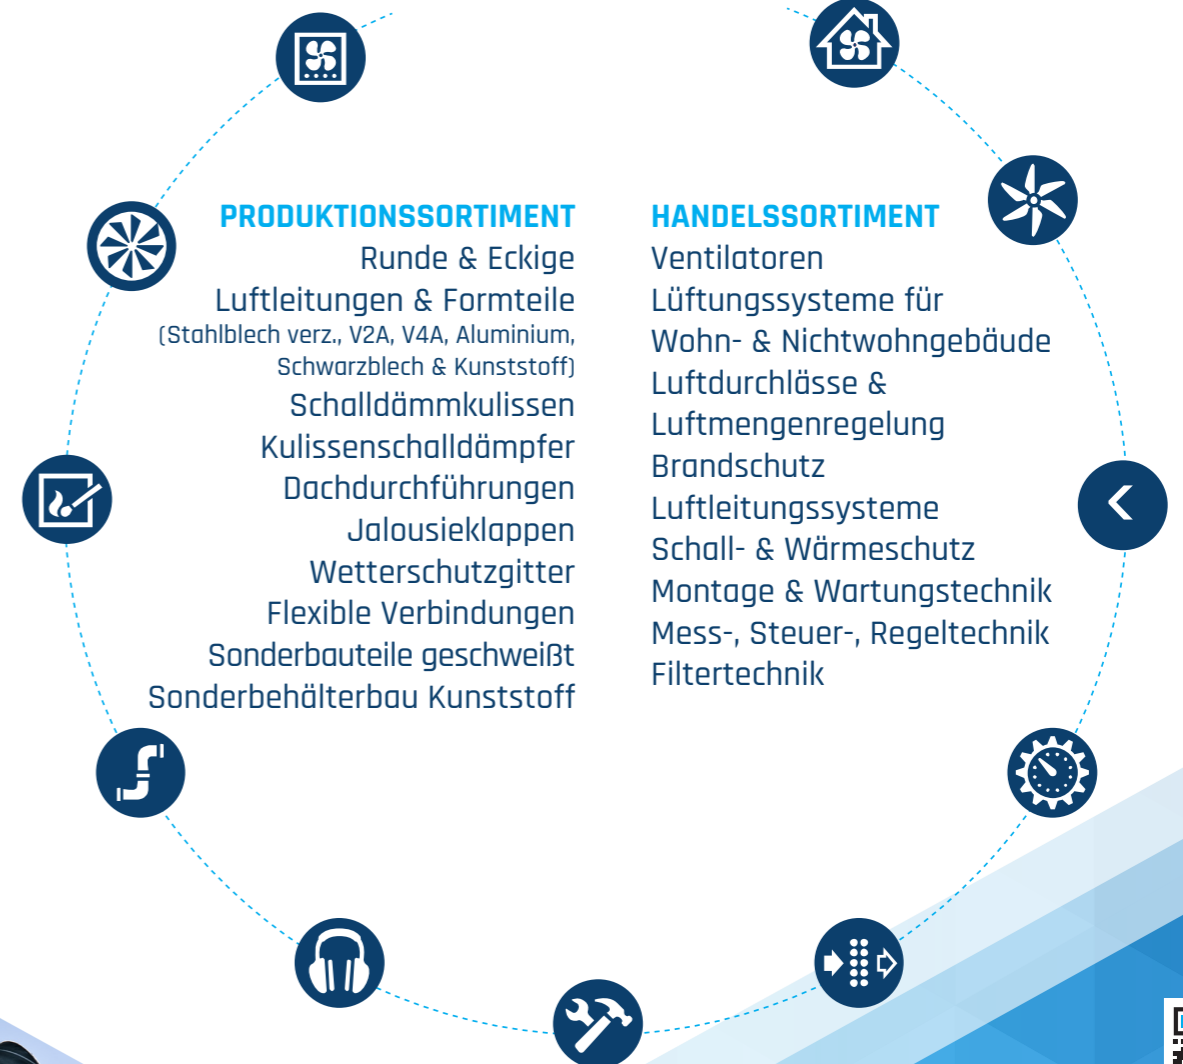 PRODUKTIONSSORTIMENT
Runde & Eckige
Luftleitungen & Formteile
(Stahlblech verz., V2A, V4A, Aluminium,
Schwarzblech & Kunststoff)
Schalldämmkulissen
Kulissenschalldämpfer
Dachdurchführungen
Jalousieklappen
Wetterschutzgitter
Flexible Verbindungen
Sonderbauteile geschweißt
Sonderbehälterbau Kunststoff
HANDELSSORTIMENT
Ventilatoren
Lüftungssysteme für
Wohn- & Nichtwohngebäude
Luftdurchlässe &
Luftmengenregelung
Brandschutz
Luftleitungssysteme
Schall- & Wärmeschutz
Montage & Wartungstechnik
Mess-, Steuer-, Regeltechnik
Filtertechnik